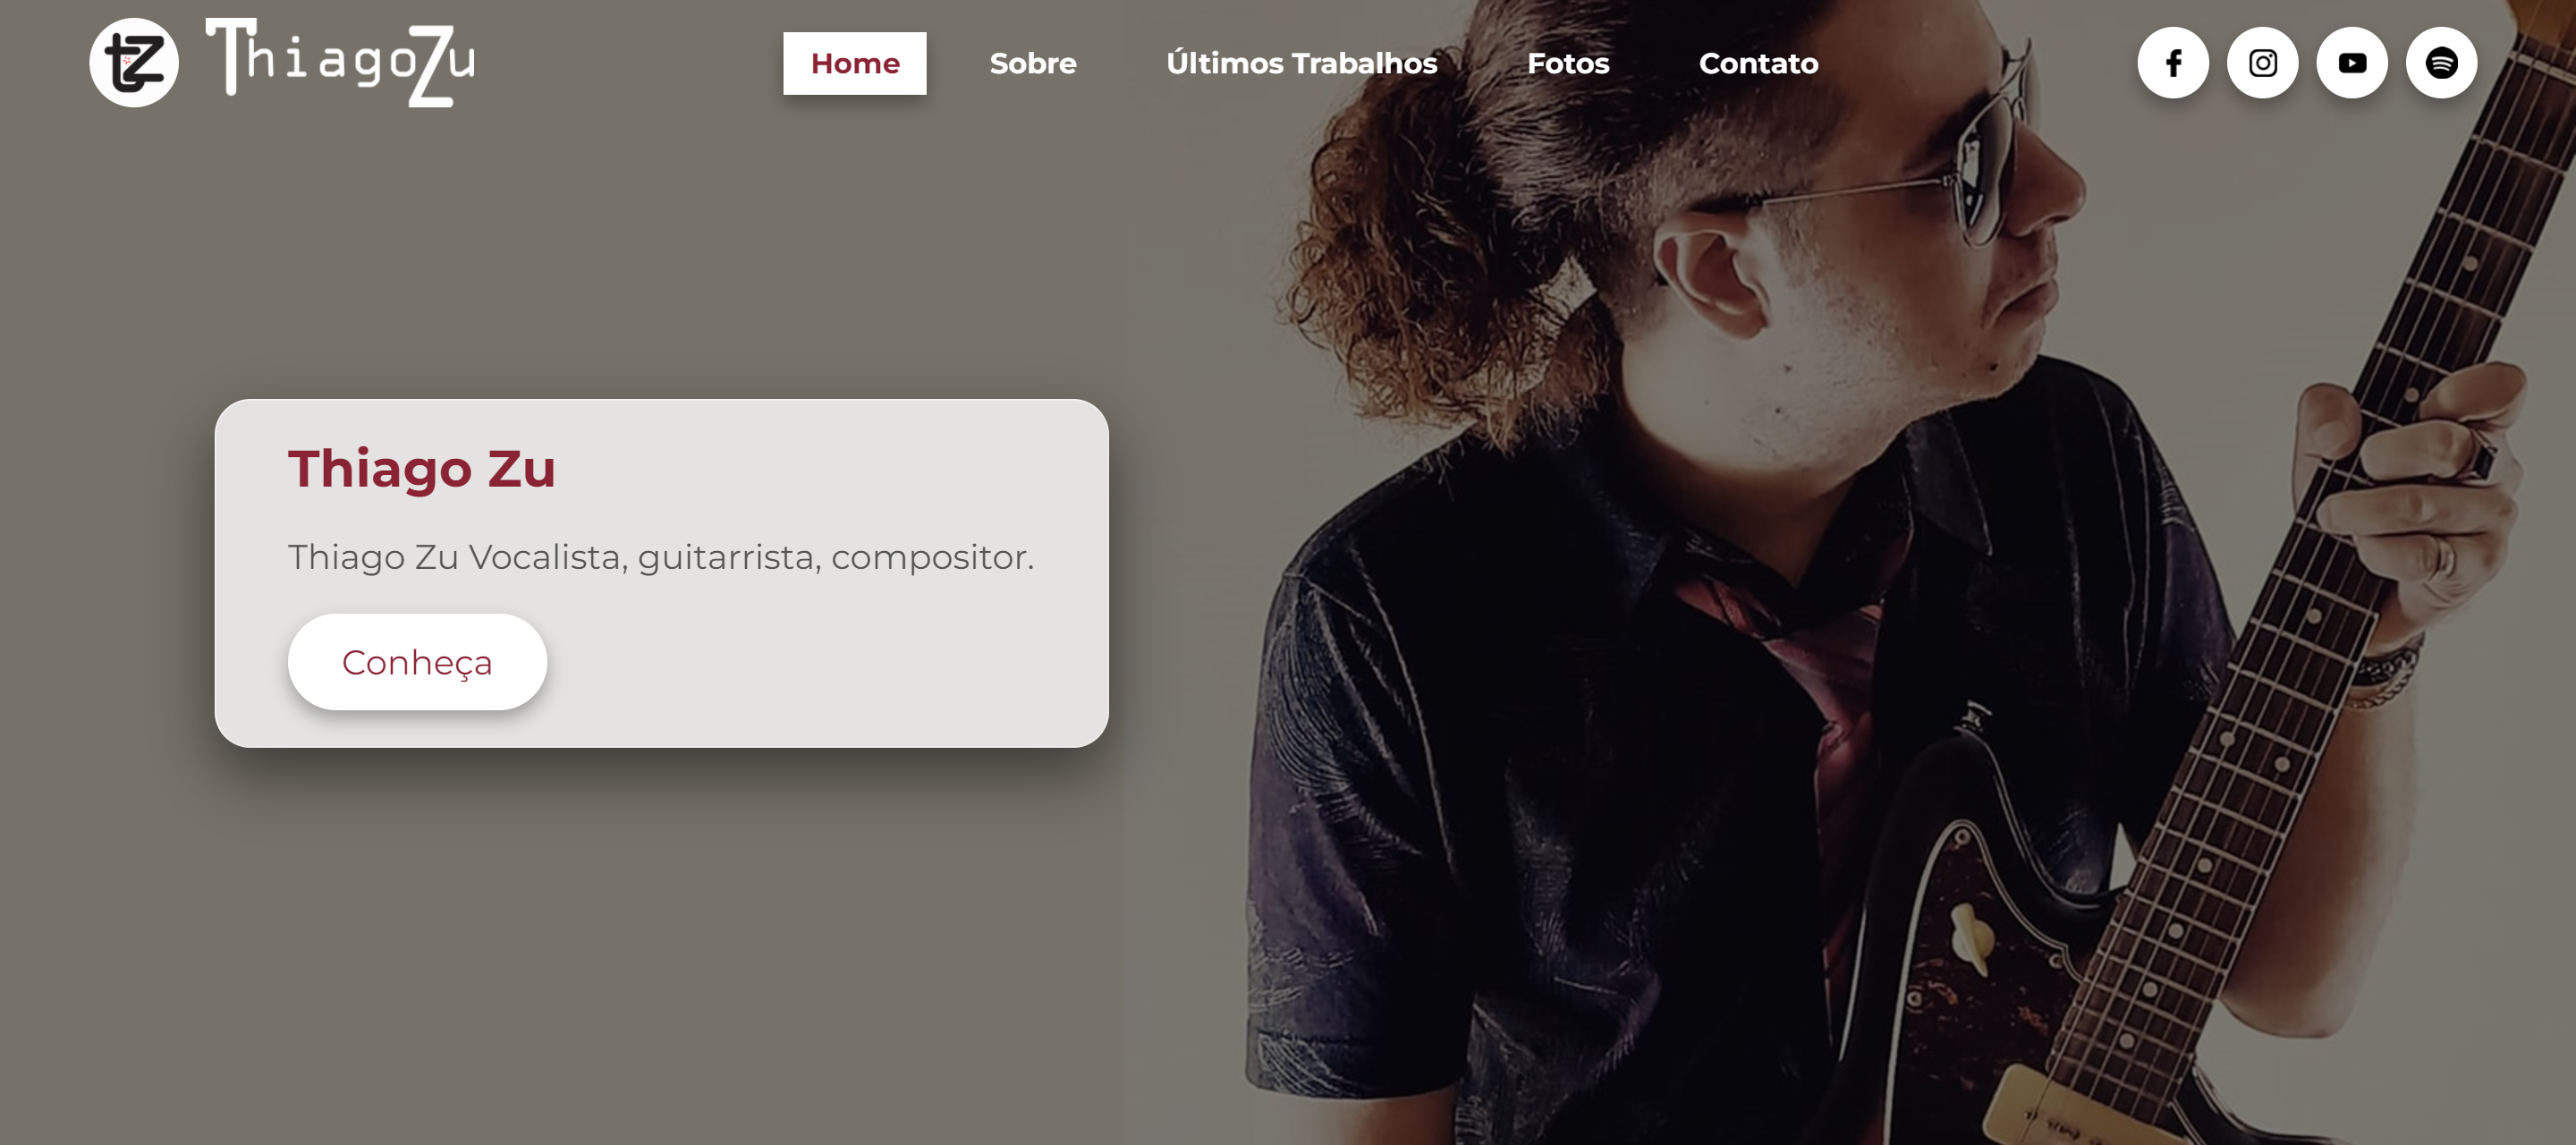 tz
ThiagoZu
Home
Sobre
Últimos Trabalhos
Fotos
Contato
Thiago Zu
Thiago Zu Vocalista, guitarrista, compositor.
Conheça